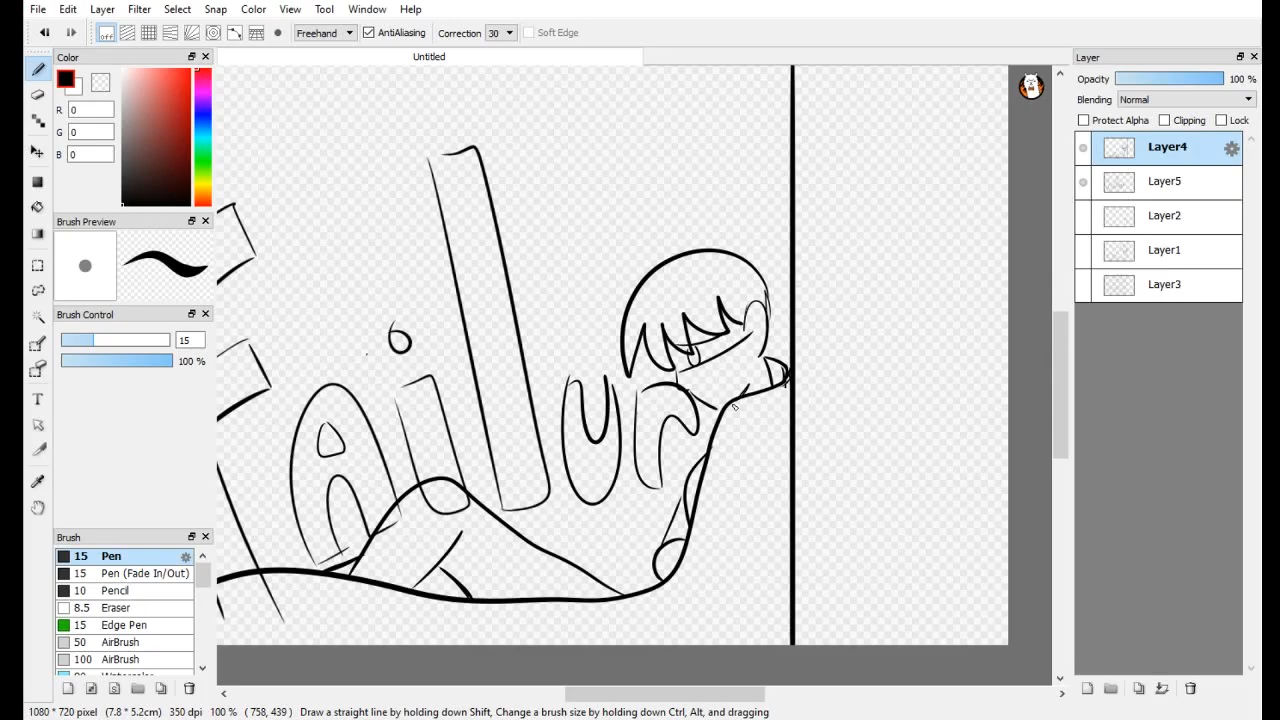 File Edit Layer Filter Select Snap Color View Tool Window Help
off Freehand AntiAliasing Correction 30 Soft Edge
Color
Untitled
Layer
R 0
G 0
B 0
Opacity 100 %
Blending Normal
Protect Alpha Clipping Lock
Layer4
Layer5
Layer2
Layer1
Layer3
Brush Preview
Brush Control
15
100 %
Brush
15 Pen
15 Pen (Fade In/Out)
10 Pencil
8.5 Eraser
15 Edge Pen
50 AirBrush
100 AirBrush
Ailur
1080 * 720 pixel (7.8 * 5.2cm) 350 dpi 100 % ( 758, 439 ) Draw a straight line by holding down Shift, Change a brush size by holding down Ctrl, Alt, and dragging